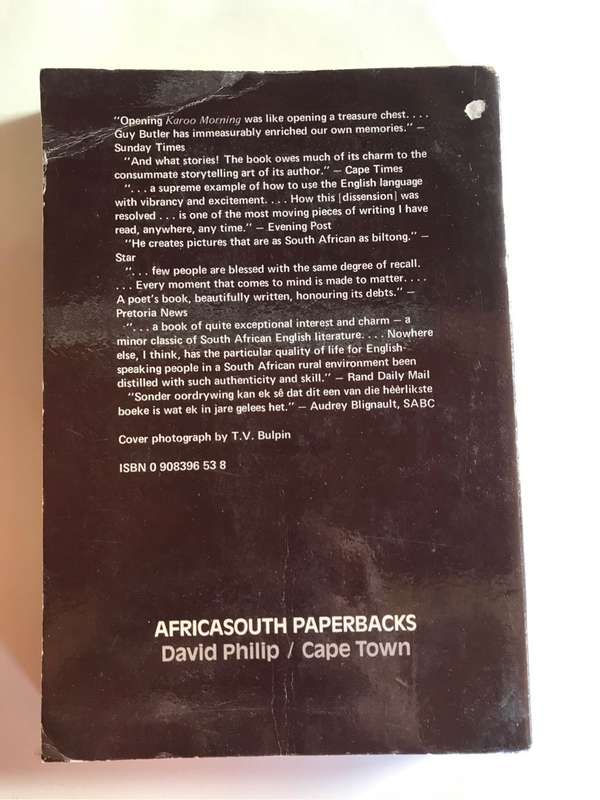 "Opening Karoo Morning was like opening a treasure chest. . . .
Guy Butler has immeasurably enriched our own memories." —
Sunday Times
"And what stories! The book owes much of its charm to the
consummate storytelling art of its author." — Cape Times
". . . a supreme example of how to use the English language
with vibrancy and excitement. . . . How this [dissension] was
resolved . . . is one of the most moving pieces of writing I have
read, anywhere, any time." — Evening Post
"He creates pictures that are as South African as biltong." —
Star
". . . few people are blessed with the same degree of recall.
. . . Every moment that comes to mind is made to matter. . . .
A poet's book, beautifully written, honouring its debts." —
Pretoria News
". . . a book of quite exceptional interest and charm — a
minor classic of South African English literature. . . . Nowhere
else, I think, has the particular quality of life for English-
speaking people in a South African rural environment been
distilled with such authenticity and skill." — Rand Daily Mail
"Sonder oordrywing kan ek sê dat dit een van die héérlikste
boeke is wat ek in jare gelees het." — Audrey Blignault, SABC
Cover photograph by T.V. Bulpin
ISBN 0 908396 53 8
AFRICASOUTH PAPERBACKS
David Philip / Cape Town